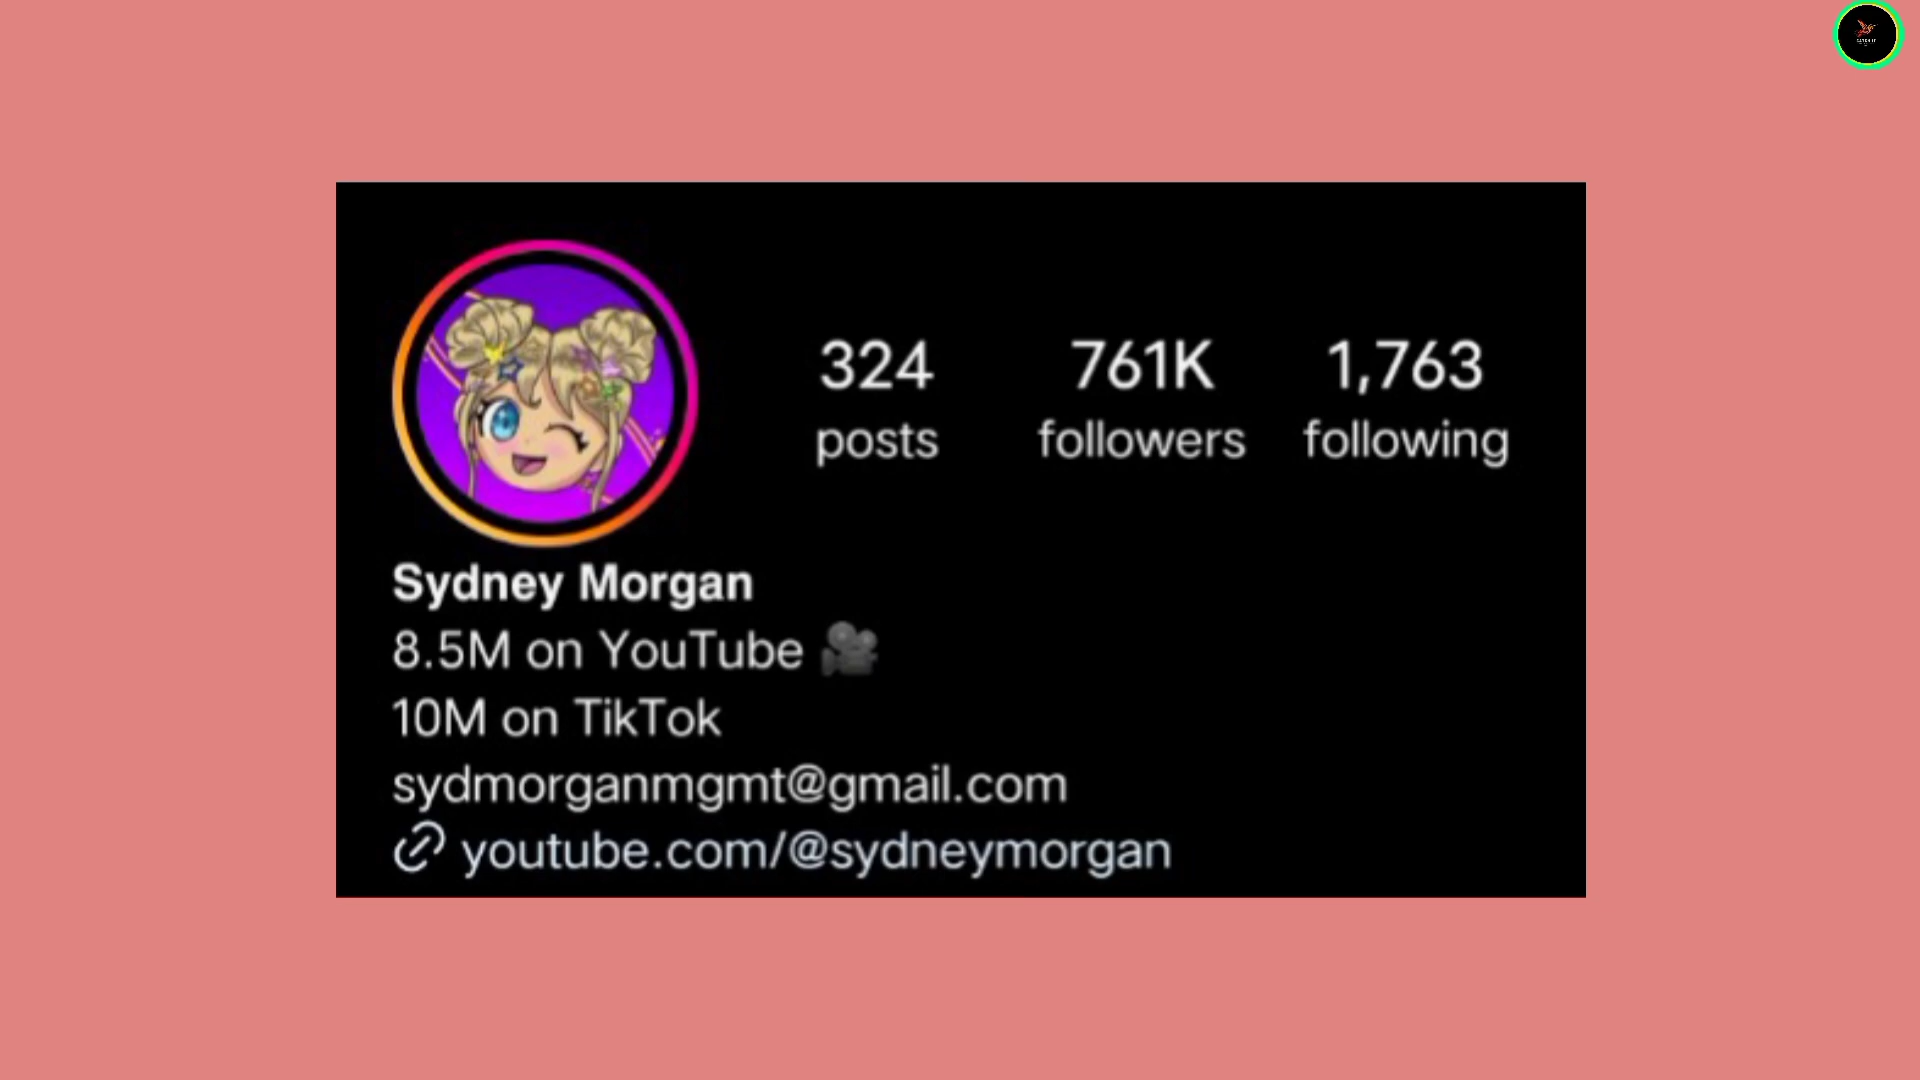 324 761K 1,763
posts followers following
Sydney Morgan
8.5M on YouTube 🎥
10M on TikTok
sydmorganmgmt@gmail.com
youtube.com/@sydneymorgan